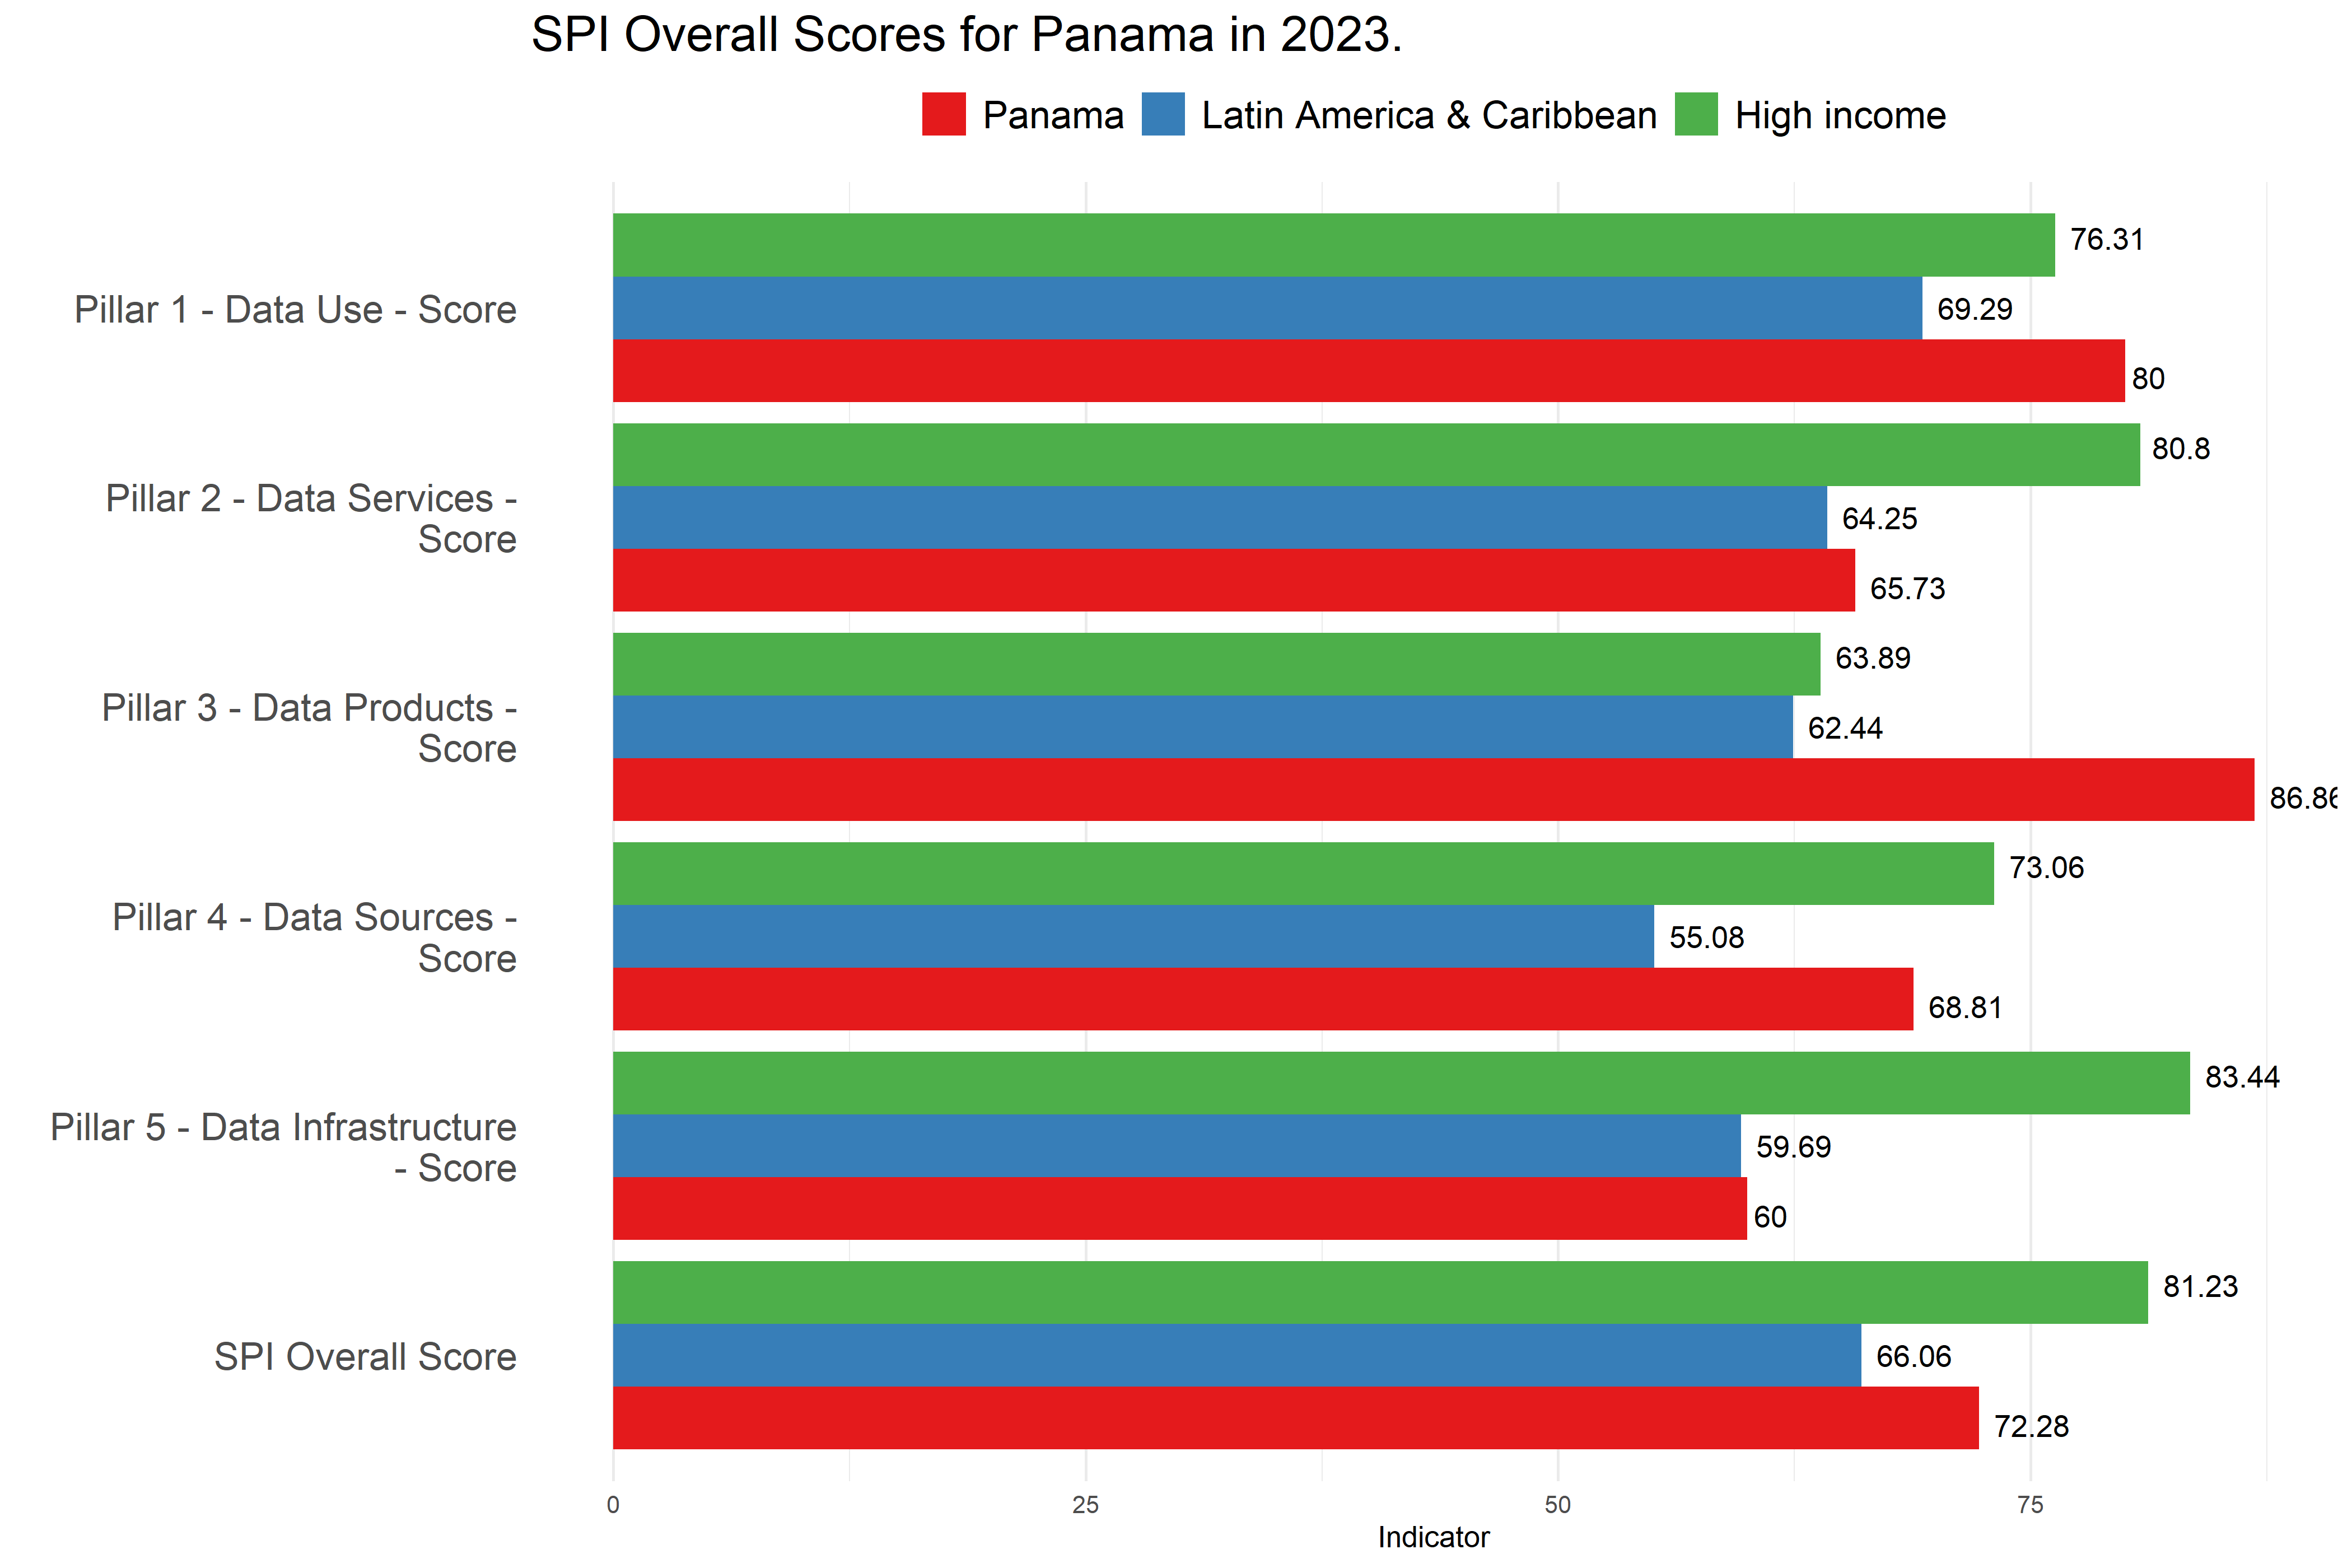 SPI Overall Scores for Panama in 2023.
Panama Latin America & Caribbean High income
76.31
Pillar 1 - Data Use - Score
69.29
80
80.8
Pillar 2 - Data Services -
Score
64.25
65.73
63.89
Pillar 3 - Data Products -
Score
62.44
86.86
73.06
Pillar 4 - Data Sources -
Score
55.08
68.81
83.44
Pillar 5 - Data Infrastructure
- Score
59.69
60
81.23
SPI Overall Score
66.06
72.28
0 25 50 75
Indicator